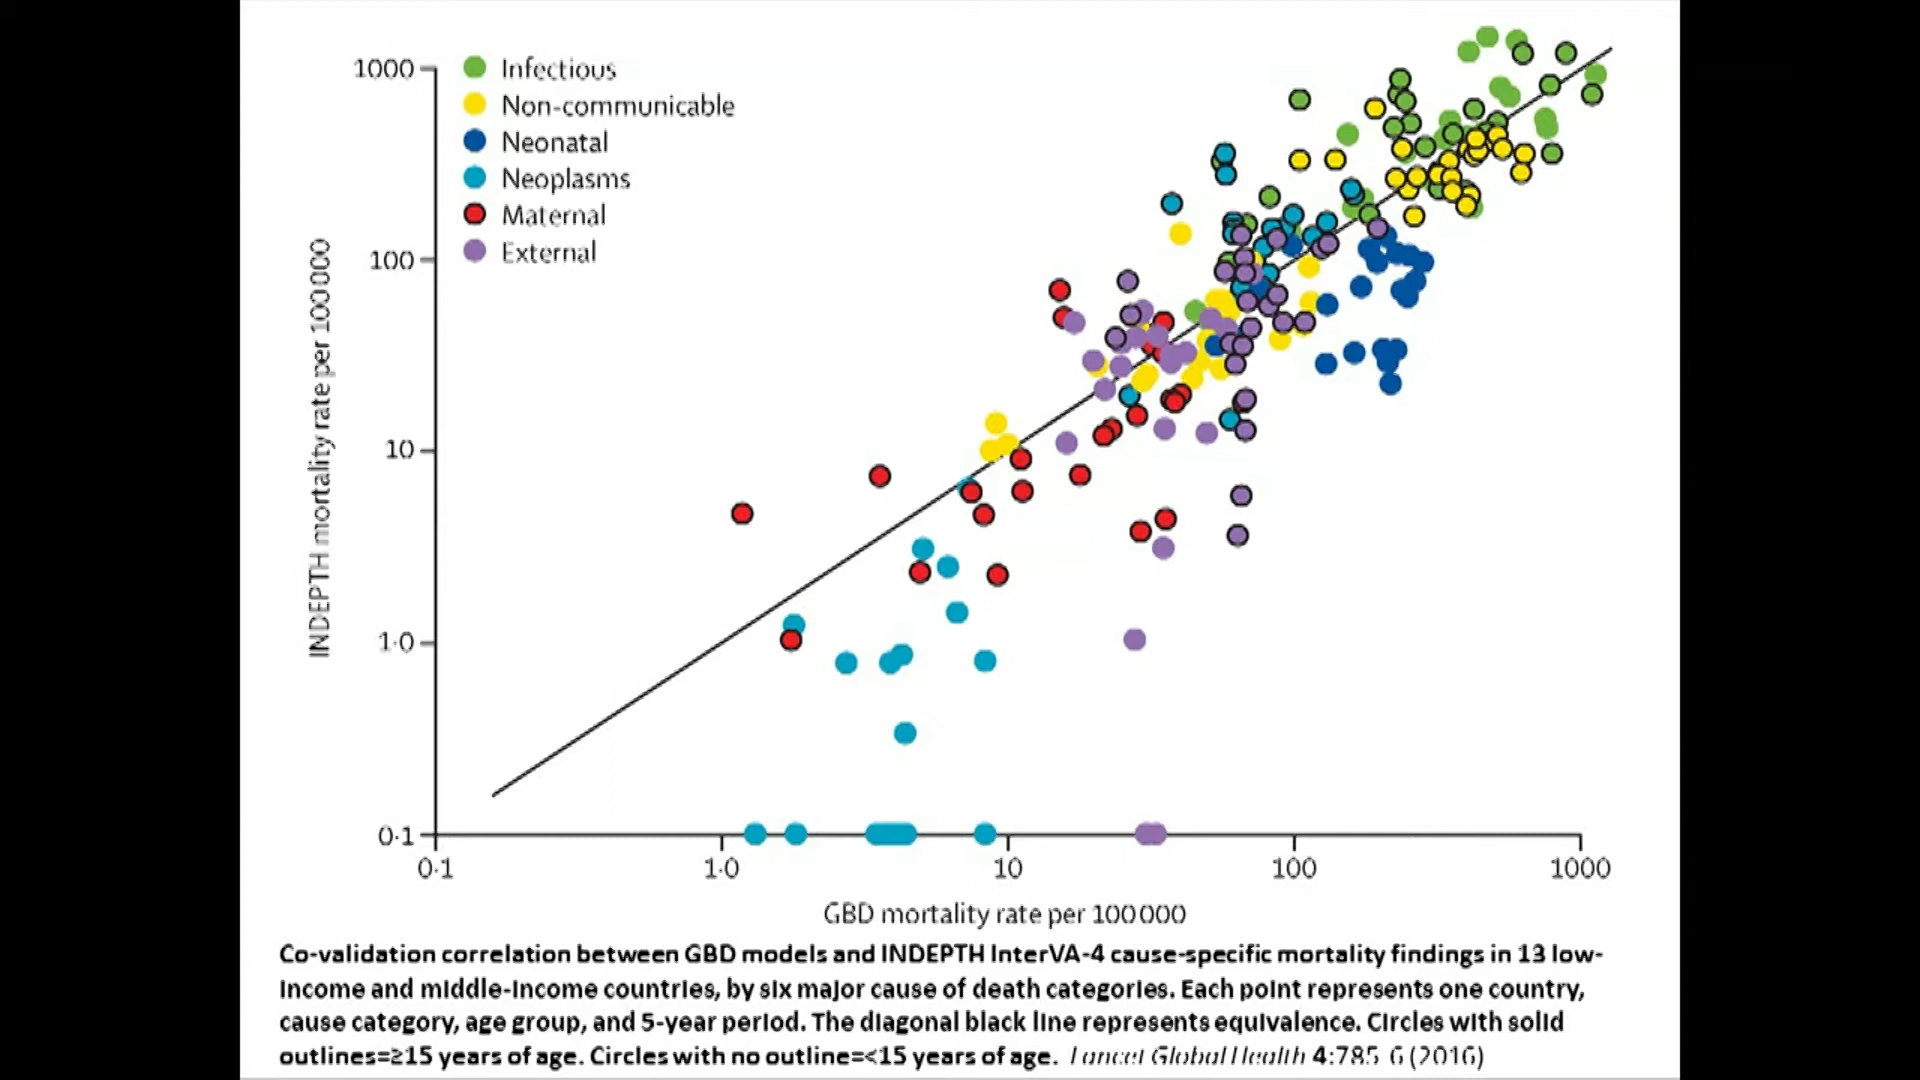 1000
100
10
1·0
0·1
INDEPTH mortality rate per 100 000
Infectious
Non-communicable
Neonatal
Neoplasms
Maternal
External
0·1
1·0
10
100
1000
GBD mortality rate per 100 000
Co-validation correlation between GBD models and INDEPTH InterVA-4 cause-specific mortality findings in 13 low-
income and middle-income countries, by six major cause of death categories. Each point represents one country,
cause category, age group, and 5-year period. The diagonal black line represents equivalence. Circles with solid
outlines=≥15 years of age. Circles with no outline=<15 years of age. Lancet Global Health 4:785-6 (2016)